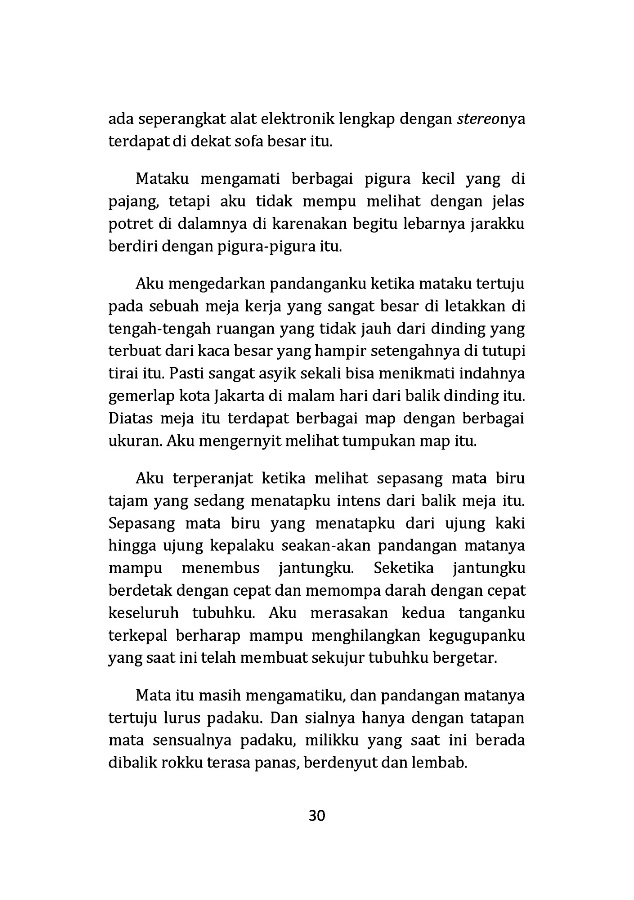 ada seperangkat alat elektronik lengkap dengan stereonya
terdapat di dekat sofa besar itu.
Mataku mengamati berbagai pigura kecil yang di
pajang, tetapi aku tidak mempu melihat dengan jelas
potret di dalamnya di karenakan begitu lebarnya jarakku
berdiri dengan pigura-pigura itu.
Aku mengedarkan pandanganku ketika mataku tertuju
pada sebuah meja kerja yang sangat besar di letakkan di
tengah-tengah ruangan yang tidak jauh dari dinding yang
terbuat dari kaca besar yang hampir setengahnya di tutupi
tirai itu. Pasti sangat asyik sekali bisa menikmati indahnya
gemerlap kota Jakarta di malam hari dari balik dinding itu.
Diatas meja itu terdapat berbagai map dengan berbagai
ukuran. Aku mengernyit melihat tumpukan map itu.
Aku terperanjat ketika melihat sepasang mata biru
tajam yang sedang menatapku intens dari balik meja itu.
Sepasang mata biru yang menatapku dari ujung kaki
hingga ujung kepalaku seakan-akan pandangan matanya
mampu menembus jantungku. Seketika jantungku
berdetak dengan cepat dan memompa darah dengan cepat
keseluruh tubuhku. Aku merasakan kedua tanganku
terkepal berharap mampu menghilangkan kegugupanku
yang saat ini telah membuat sekujur tubuhku bergetar.
Mata itu masih mengamatiku, dan pandangan matanya
tertuju lurus padaku. Dan sialnya hanya dengan tatapan
mata sensualnya padaku, milikku yang saat ini berada
dibalik rokku terasa panas, berdenyut dan lembab.
30